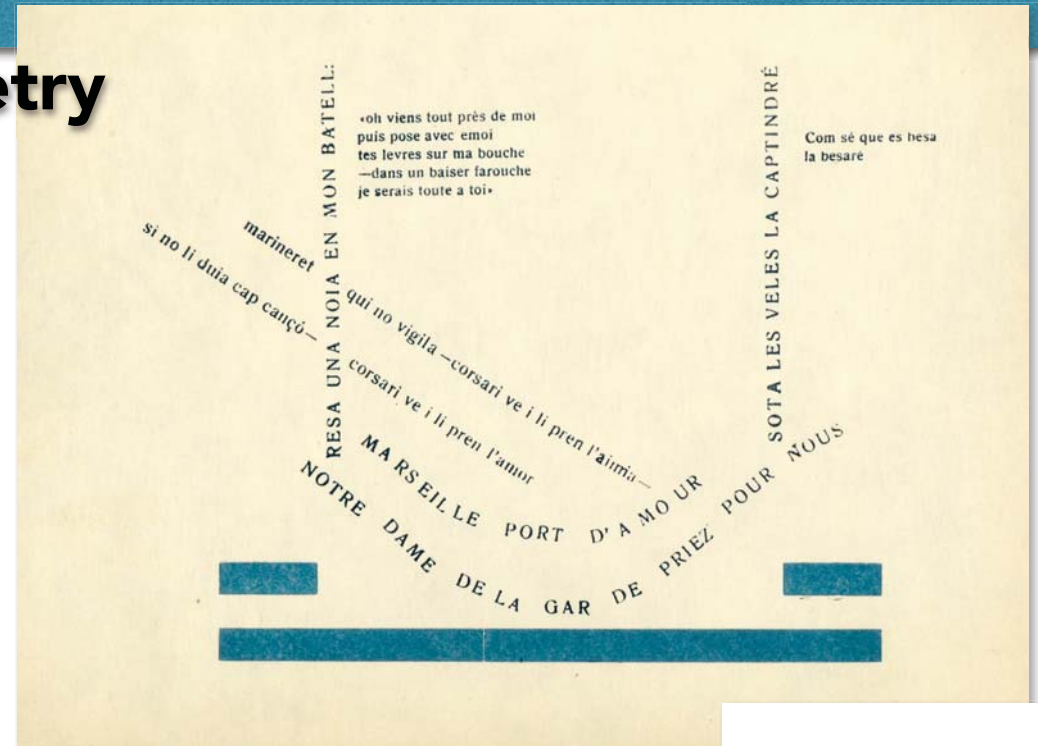 etry
RESA UNA NOIA EN MON BATELL:
«oh viens tout près de moi
puis pose avec emoi
tes levres sur ma bouche
—dans un baiser farouche
je serais toute a toi»
SOTA LES VELES LA CAPTINDRÉ
Com sé que es besa
la besaré
marineret qui no vigila—corsari ve i li pren l'aimia—
si no li duia cap cançó— corsari ve i li pren l'amor
MARSEILLE PORT D'AMOUR
NOTRE DAME DE LA GARDE PRIEZ POUR NOUS